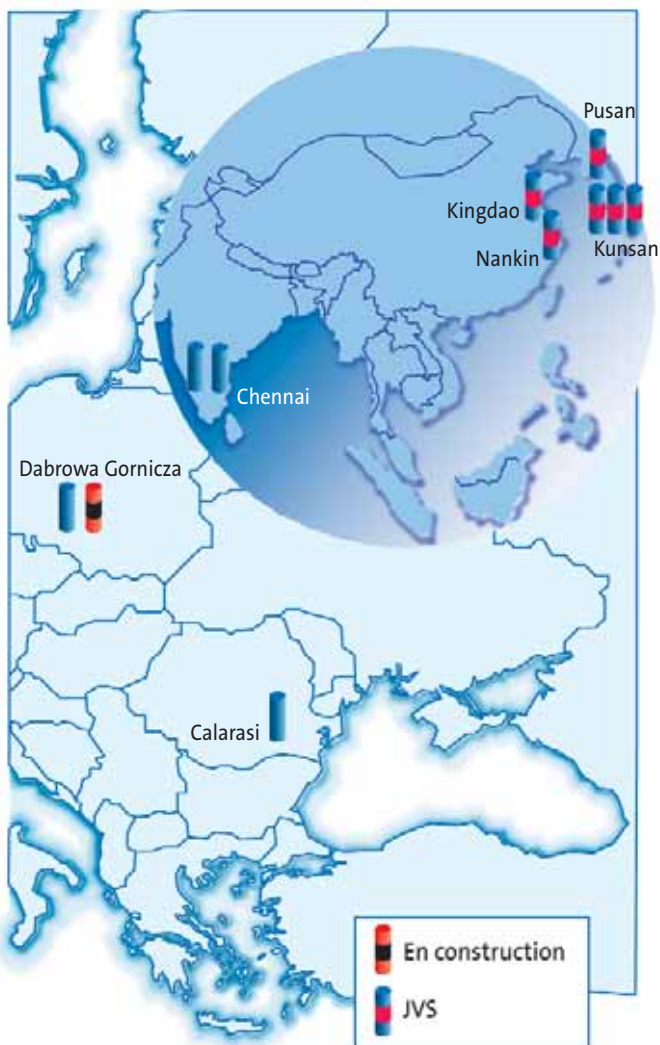 Pusan
Kingdao
Kunsan
Nankin
Chennai
Dabrowa Gornicza
Calarasi
En construction
JVS